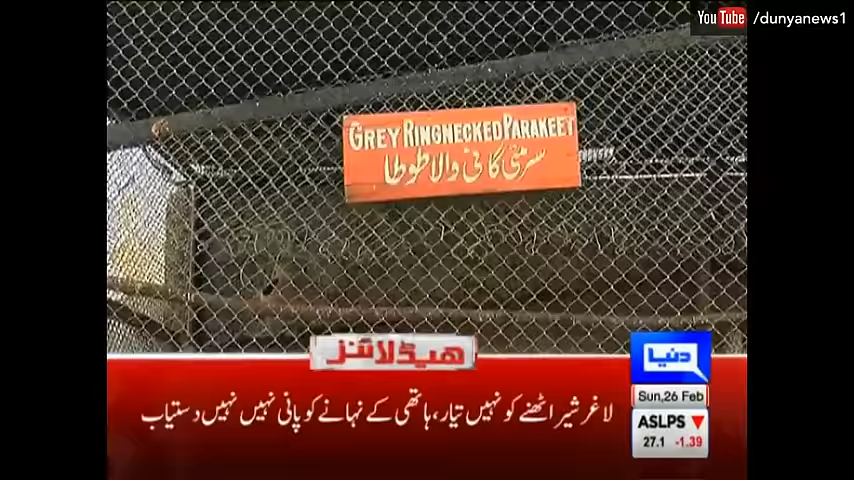 YouTube /dunyanews1
GREY RINGNECKED PARAKEET
سرمئی گانی والا طوطا
ہیڈلائنز
دنیا
لاغر شیر اٹھنے کو نہیں تیار، ہاتھی کے نہانے کو پانی نہیں نہیں دستیاب
Sun,26 Feb
ASLPS ▼
27.1 -1.39